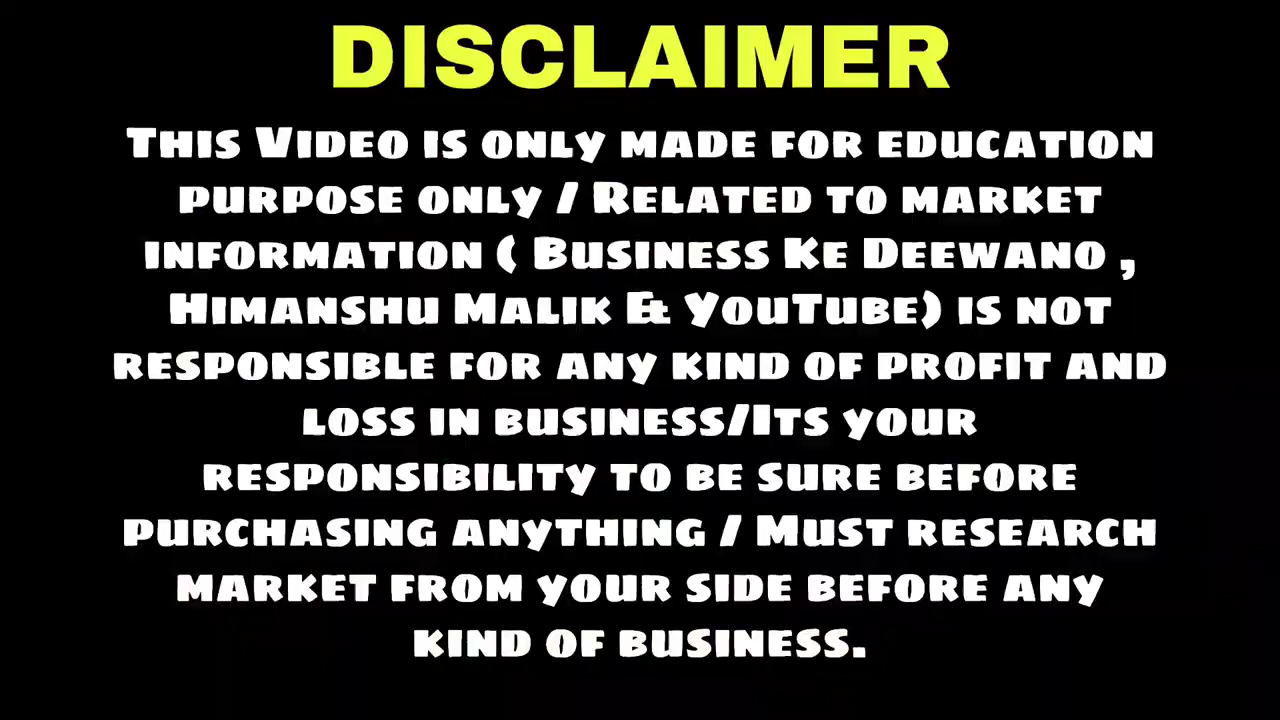 DISCLAIMER
THIS VIDEO IS ONLY MADE FOR EDUCATION
PURPOSE ONLY / RELATED TO MARKET
INFORMATION ( BUSINESS KE DEEWANO ,
HIMANSHU MALIK & YOUTUBE) IS NOT
RESPONSIBLE FOR ANY KIND OF PROFIT AND
LOSS IN BUSINESS/ITS YOUR
RESPONSIBILITY TO BE SURE BEFORE
PURCHASING ANYTHING / MUST RESEARCH
MARKET FROM YOUR SIDE BEFORE ANY
KIND OF BUSINESS.